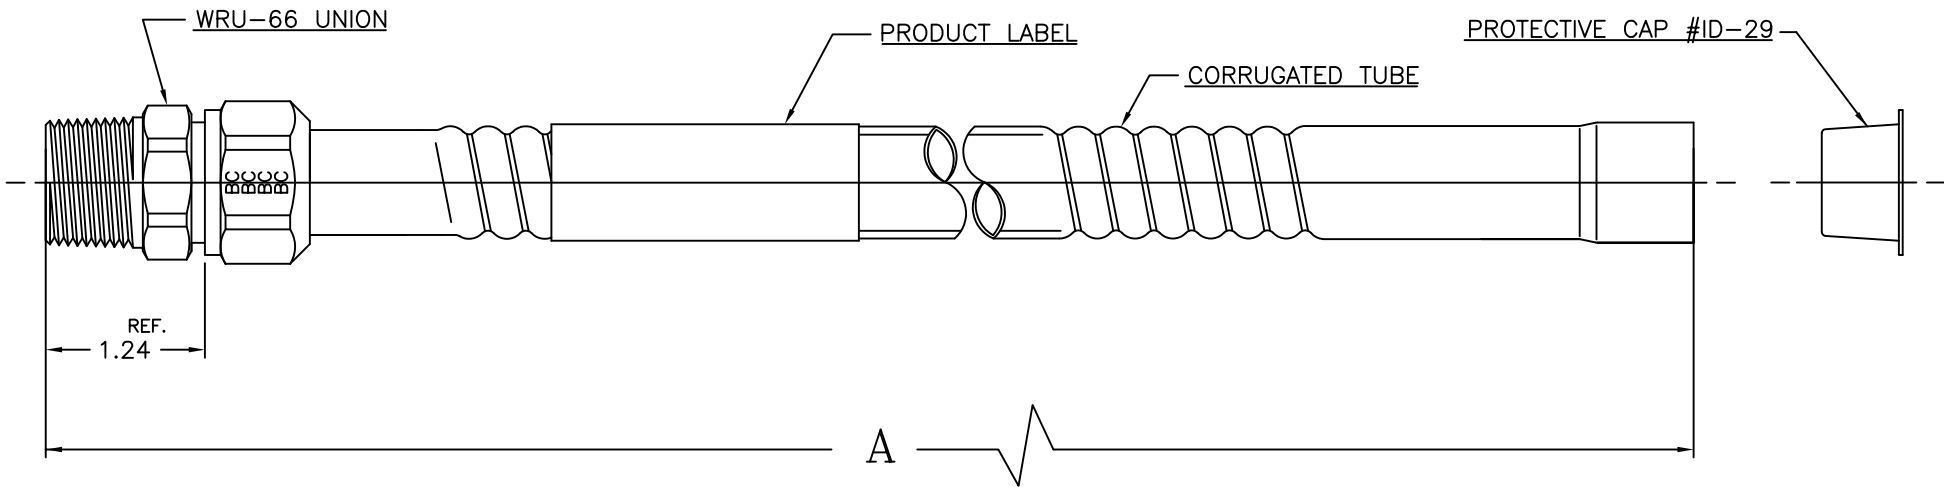 WRU-66 UNION
PRODUCT LABEL
PROTECTIVE CAP #ID-29
CORRUGATED TUBE
BC
BC
BC
BC
REF.
1.24
A